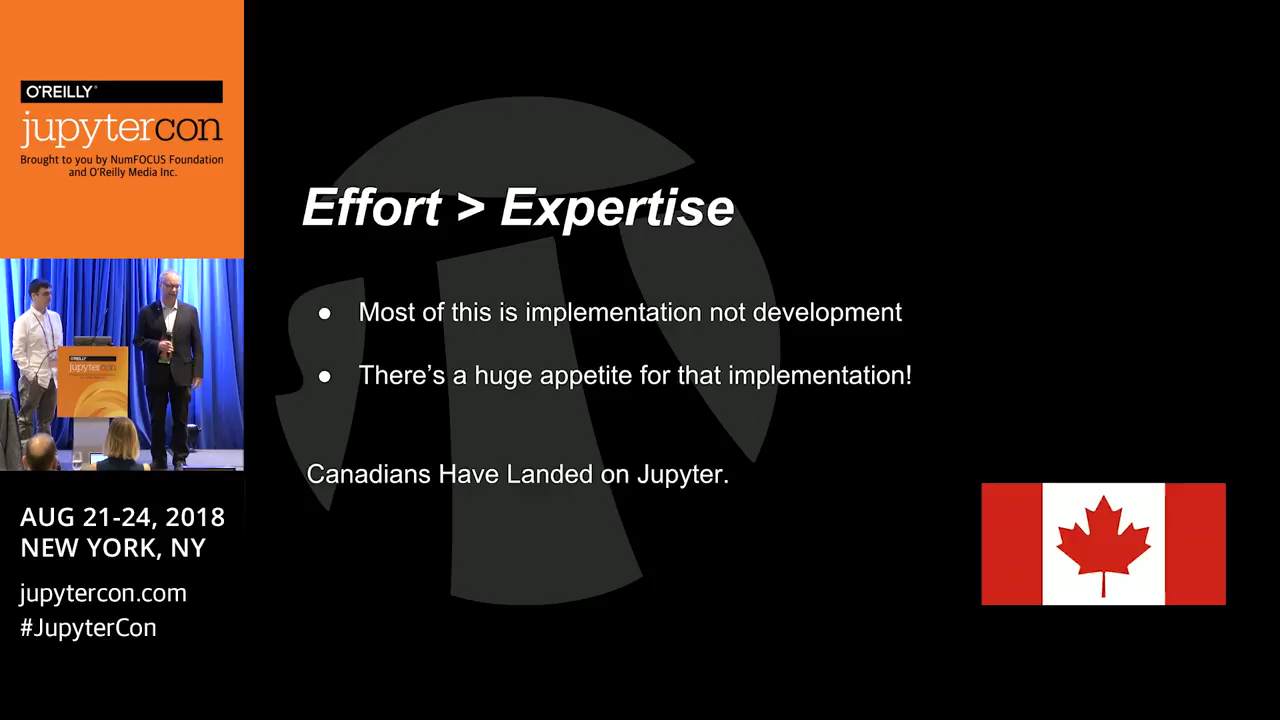 O'REILLY®
jupytercon
Brought to you by NumFOCUS Foundation
and O'Reilly Media Inc.
O'REILLY
jupytercon
AUG 21-24, 2018
NEW YORK, NY
jupytercon.com
#JupyterCon
Effort > Expertise
● Most of this is implementation not development
● There’s a huge appetite for that implementation!
Canadians Have Landed on Jupyter.